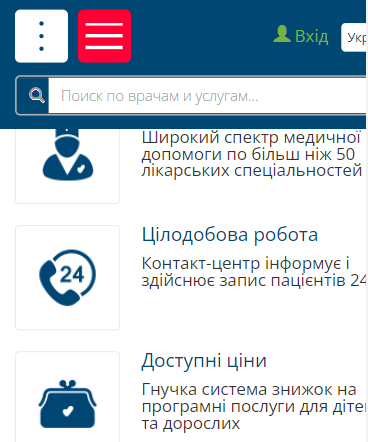 Вхід
Укр
Поиск по врачам и услугам...
Широкий спектр медичної
допомоги по більш ніж 50
лікарських спеціальностей
24
Цілодобова робота
Контакт-центр інформує і
здійснює запис пацієнтів 24
Доступні ціни
Гнучка система знижок на
програмні послуги для діте
та дорослих